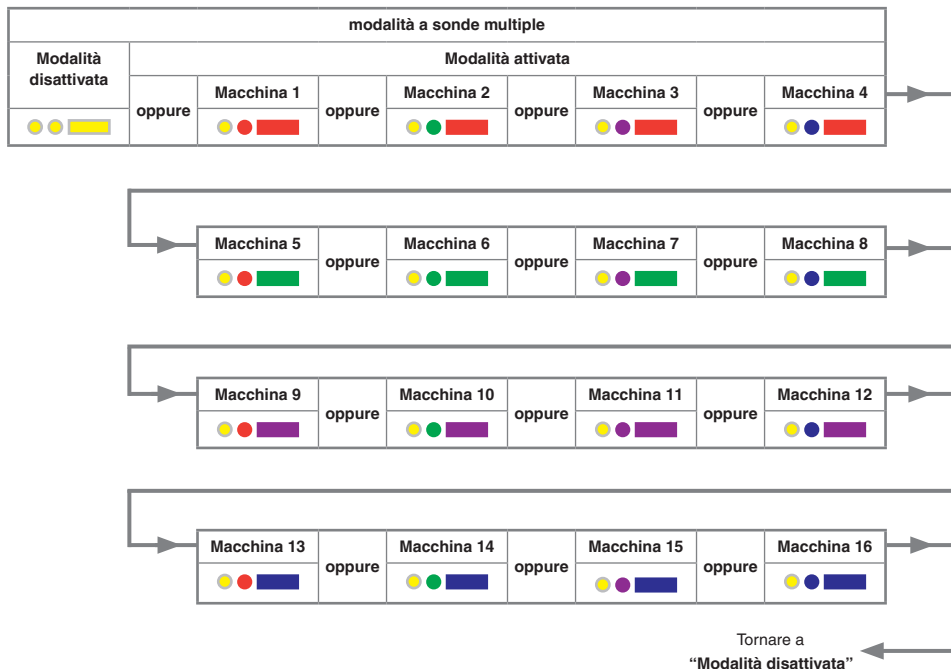 modalità a sonde multiple
Modalità
disattivata
Modalità attivata
oppure
Macchina 1
oppure
Macchina 2
oppure
Macchina 3
oppure
Macchina 4
Macchina 5
oppure
Macchina 6
oppure
Macchina 7
oppure
Macchina 8
Macchina 9
oppure
Macchina 10
oppure
Macchina 11
oppure
Macchina 12
Macchina 13
oppure
Macchina 14
oppure
Macchina 15
oppure
Macchina 16
Tornare a
“Modalità disattivata”